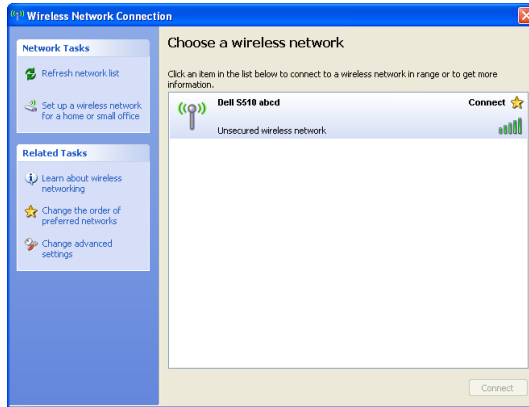 Wireless Network Connection
Network Tasks
Refresh network list
Set up a wireless network
for a home or small office
Related Tasks
Learn about wireless
networking
Change the order of
preferred networks
Change advanced
settings
Choose a wireless network
Click an item in the list below to connect to a wireless network in range or to get more
information.
Dell S510 abcd
Connect
Unsecured wireless network
Connect